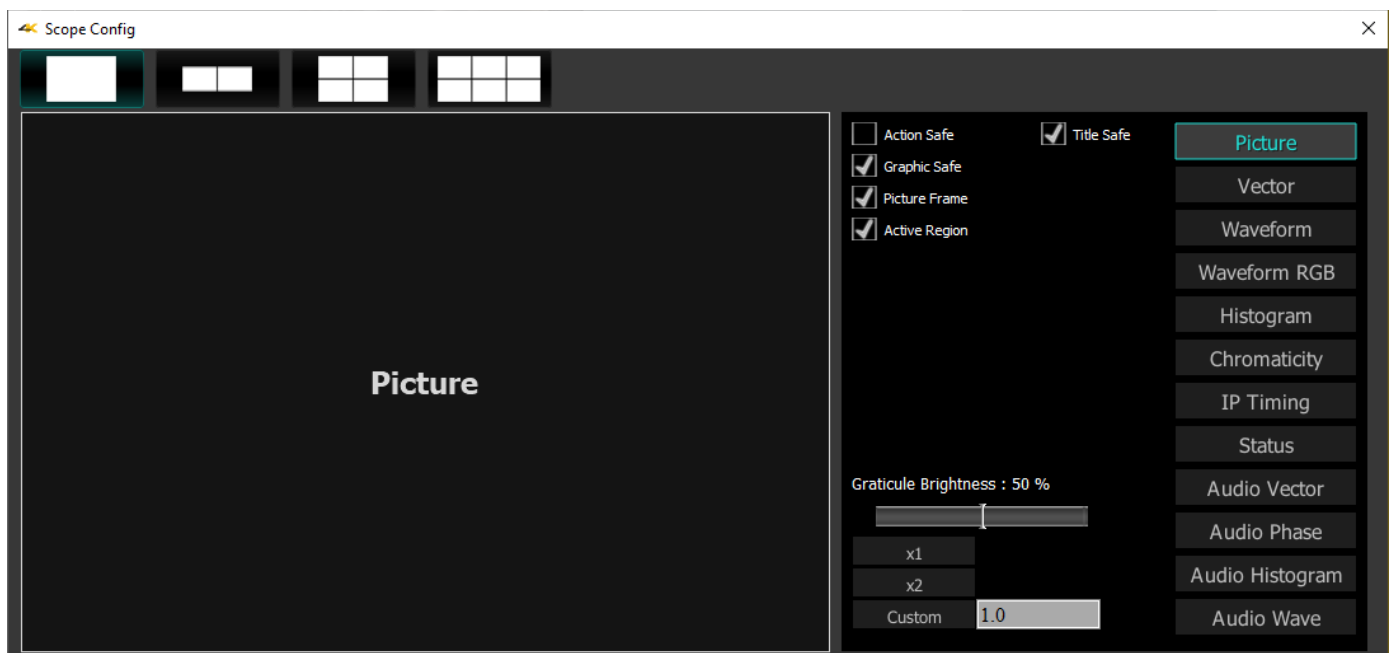 4K Scope Config
Picture
Action Safe
Title Safe
Graphic Safe
Picture Frame
Active Region
Graticule Brightness : 50 %
x1
x2
Custom 1.0
Picture
Vector
Waveform
Waveform RGB
Histogram
Chromaticity
IP Timing
Status
Audio Vector
Audio Phase
Audio Histogram
Audio Wave